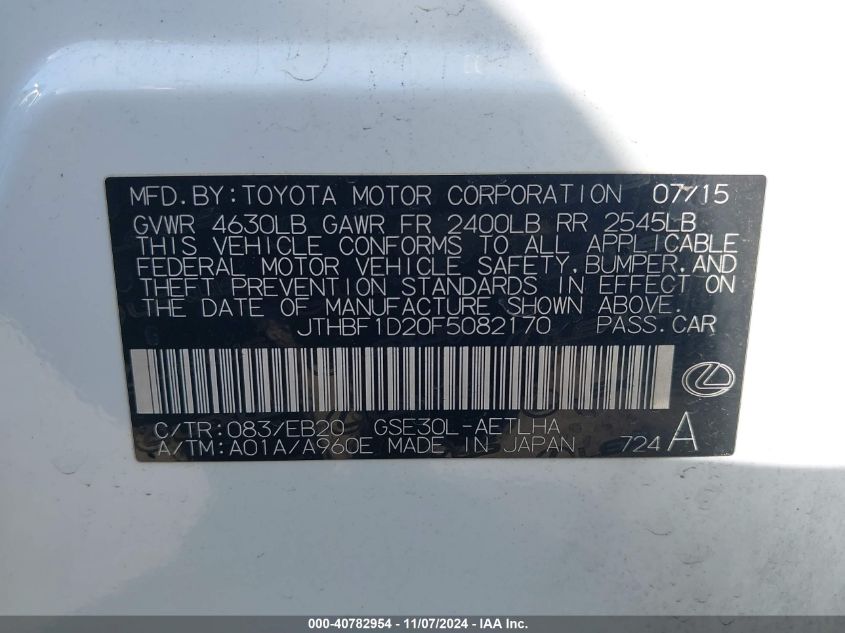 MFD.BY:TOYOTA MOTOR CORPORATION 07/15
GVWR 4630LB GAWR FR 2400LB RR 2545LB
THIS VEHICLE CONFORMS TO ALL APPLICABLE
FEDERAL MOTOR VEHICLE SAFETY,BUMPER,AND
THEFT PREVENTION STANDARDS IN EFFECT ON
THE DATE OF MANUFACTURE SHOWN ABOVE.
JTHBF1D20F5082170 PASS.CAR
C/TR:083/EB20 GSE30L-AETLHA
A/TM:A01A/A960E MADE IN JAPAN 724 A
000-40782954 - 11/07/2024 - IAAI.COM